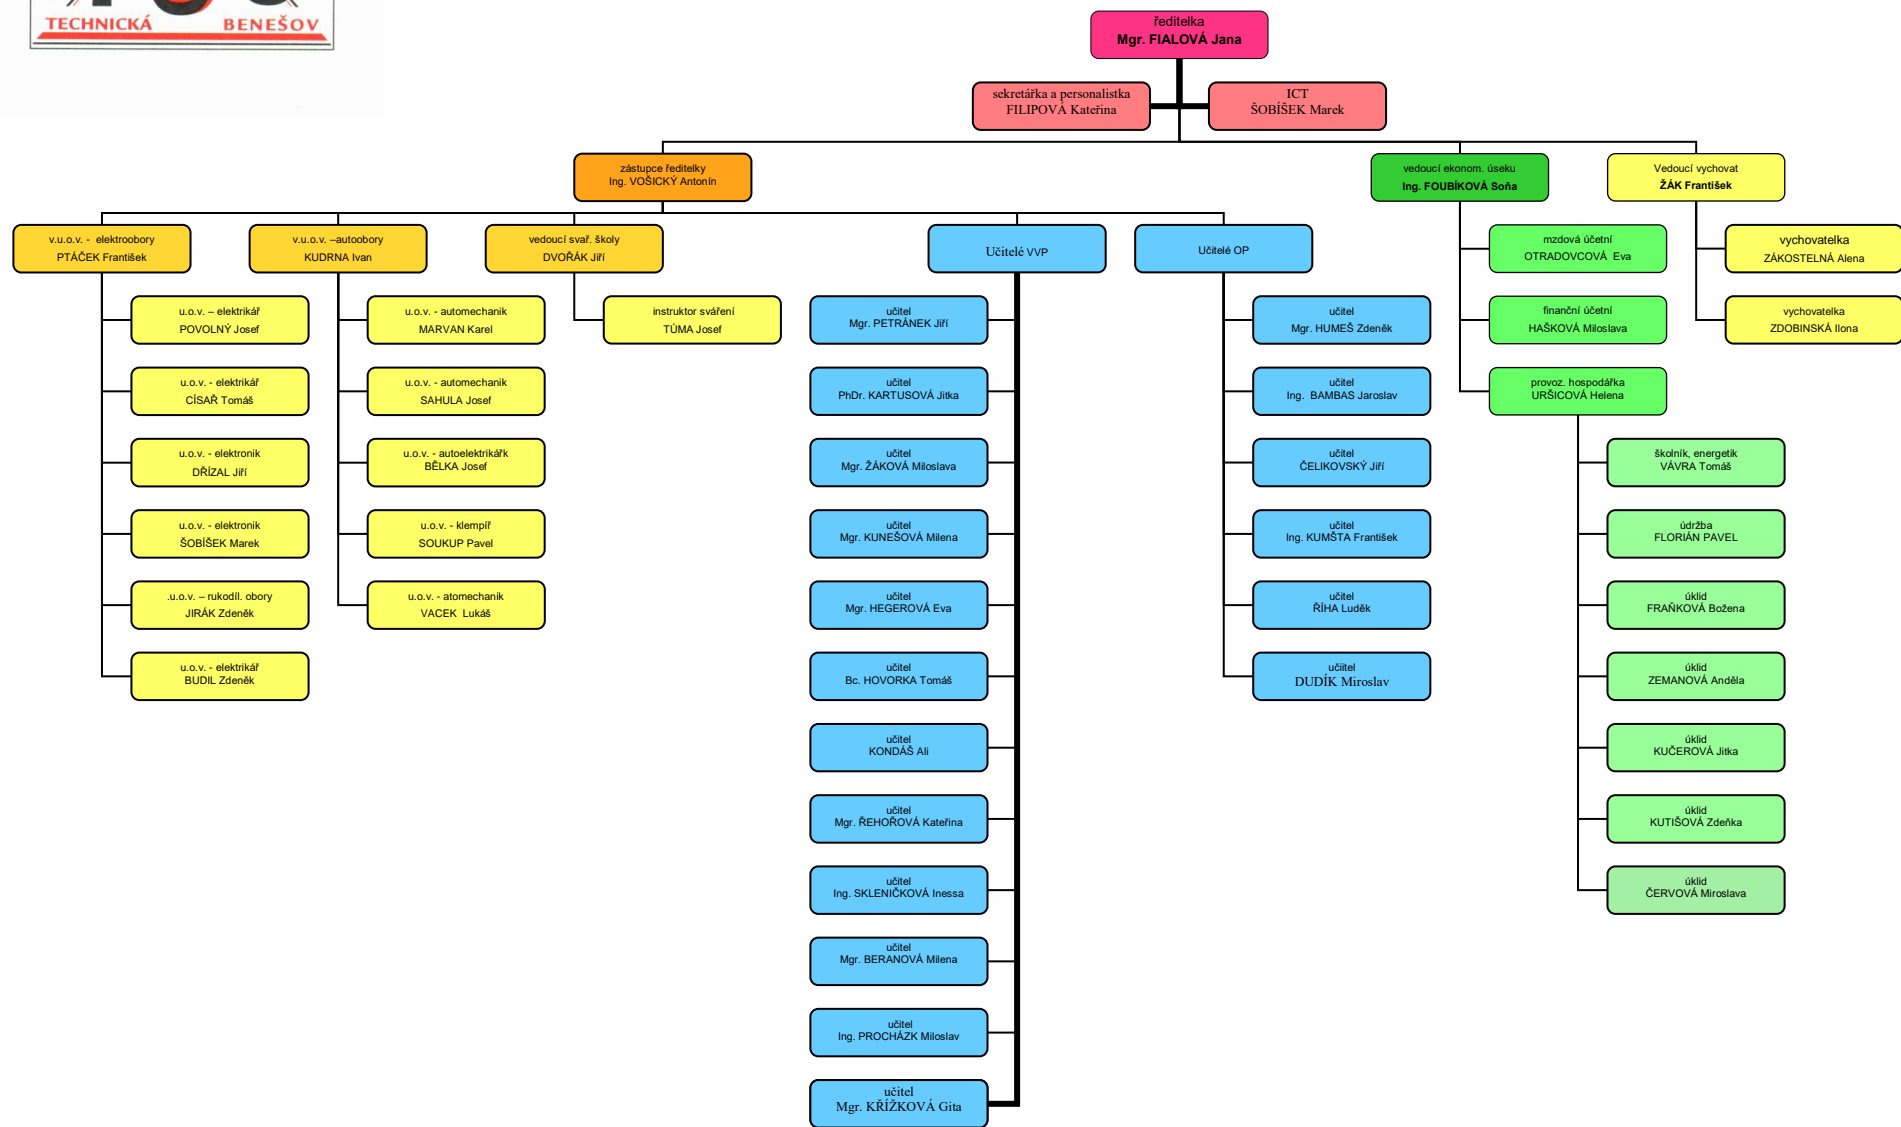 TECHNICKÁ BENEŠOV
ředitelka
Mgr. FIALOVÁ Jana
sekretářka a personalistka
FILIPOVÁ Kateřina
ICT
ŠOBÍŠEK Marek
zástupce ředitelky
Ing. VOŠICKÝ Antonín
vedoucí ekonom. úseku
Ing. FOUBÍKOVÁ Soňa
Vedoucí vychovat
ŽÁK František
v.u.o.v. - elektroobory
PTÁČEK František
v.u.o.v. –autoobory
KUDRNA Ivan
vedoucí svař. školy
DVOŘÁK Jiří
Učitelé VVP
Učitelé OP
u.o.v. – elektrikář
POVOLNÝ Josef
u.o.v. - elektrikář
CÍSAŘ Tomáš
u.o.v. - elektronik
DŘÍZAL Jiří
u.o.v. - elektronik
ŠOBÍŠEK Marek
.u.o.v. – rukodíl. obory
JIRÁK Zdeněk
u.o.v. - elektrikář
BUDIL Zdeněk
u.o.v. - automechanik
MARVAN Karel
u.o.v. - automechanik
SAHULA Josef
u.o.v. - autoelektrikářk
BĚLKA Josef
u.o.v. - klempíř
SOUKUP Pavel
u.o.v. - atomechanik
VACEK Lukáš
instruktor sváření
TŮMA Josef
učitel
Mgr. PETRÁNEK Jiří
učitel
PhDr. KARTUSOVÁ Jitka
učitel
Mgr. ŽÁKOVÁ Miloslava
učitel
Mgr. KUNEŠOVÁ Milena
učitel
Mgr. HEGEROVÁ Eva
učitel
Bc. HOVORKA Tomáš
učitel
KONDÁŠ Ali
učitel
Mgr. ŘEHOŘOVÁ Kateřina
učitel
Ing. SKLENIČKOVÁ Inessa
učitel
Mgr. BERANOVÁ Milena
učitel
Ing. PROCHÁZK Miloslav
učitel
Mgr. KŘÍŽKOVÁ Gita
učitel
Mgr. HUMEŠ Zdeněk
učitel
Ing. BAMBAS Jaroslav
učitel
ČELIKOVSKÝ Jiří
učitel
Ing. KUMŠTA František
učitel
ŘÍHA Luděk
učiitel
DUDÍK Miroslav
mzdová účetní
OTRADOVCOVÁ Eva
finanční účetní
HAŠKOVÁ Miloslava
provoz. hospodářka
URŠICOVÁ Helena
školník, energetik
VÁVRA Tomáš
údržba
FLORIÁN PAVEL
úklid
FRAŇKOVÁ Božena
úklid
ZEMANOVÁ Anděla
úklid
KUČEROVÁ Jitka
úklid
KUTIŠOVÁ Zdeňka
úklid
ČERVOVÁ Miroslava
vychovatelka
ZÁKOSTELNÁ Alena
vychovatelka
ZDOBINSKÁ Ilona